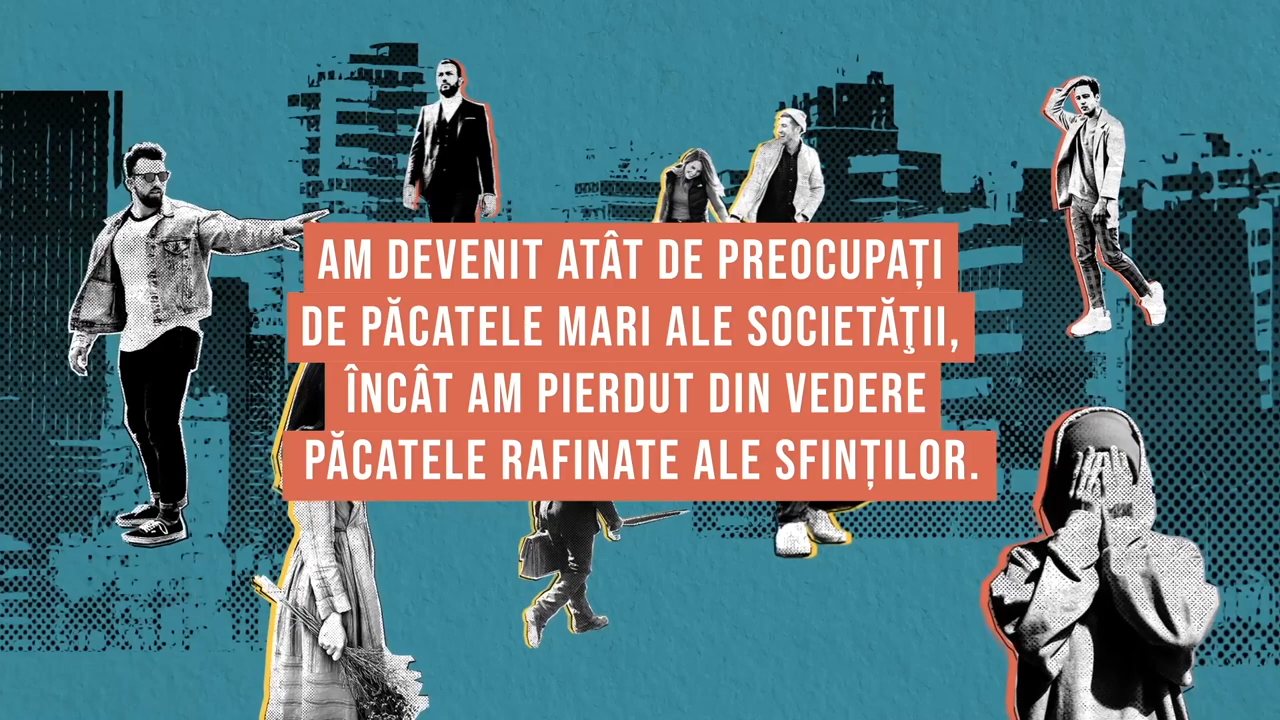 AM DEVENIT ATÂT DE PREOCUPAȚI
DE PĂCATELE MARI ALE SOCIETĂŢII,
ÎNCÂT AM PIERDUT DIN VEDERE
PĂCATELE RAFINATE ALE SFINȚILOR.